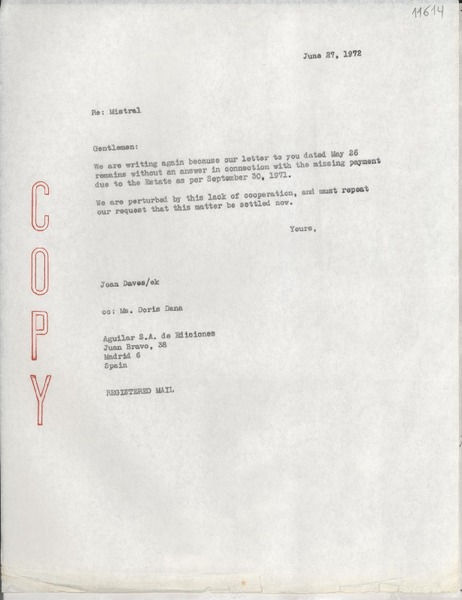 11614
June 27, 1972
Re: Mistral
Gentlemen:
We are writing again because our letter to you dated May 26
remains without an answer in connection with the missing payment
due to the Estate as per September 30, 1971.
We are perturbed by this lack of cooperation, and must repeat
our request that this matter be settled now.
Yours,
Joan Daves/ek
cc: Ms. Doris Dana
Aguilar S.A. de Ediciones
Juan Bravo, 38
Madrid 6
Spain
REGISTERED MAIL
COPY